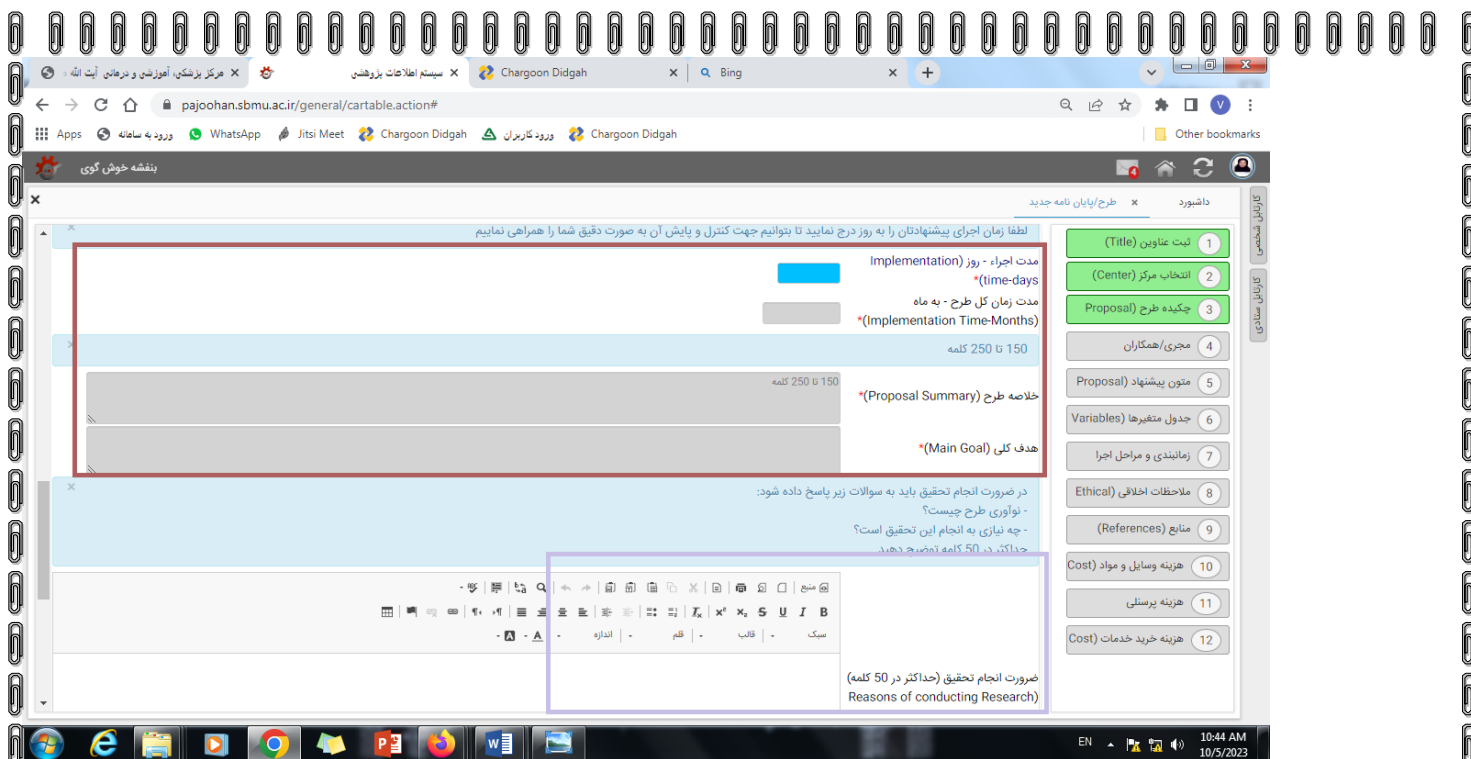 مرکز پزشکی، آموزشی و درمانی آیت الله
سیستم اطلاعات پژوهشی
Chargoon Didgah
Bing
pajoohan.sbmu.ac.ir/general/cartable.action#
V
Apps
ورود به سامانه
WhatsApp
Jitsi Meet
Chargoon Didgah
ورود کاربران
Chargoon Didgah
Other bookmarks
بنفشه خوش گوی
4
داشبورد
طرح/پایان نامه جدید
کارتابل شخصی
کارتابل ستادی
1 ثبت عناوین (Title)
2 انتخاب مرکز (Center)
3 چکیده طرح (Proposal
4 مجری/همکاران
5 متون پیشنهاد (Proposal
6 جدول متغیرها (Variables
7 زمانبندی و مراحل اجرا
8 ملاحظات اخلاقی (Ethical
9 منابع (References)
10 هزینه وسایل و مواد (Cost
11 هزینه پرسنلی
12 هزینه خرید خدمات (Cost
لطفا زمان اجرای پیشنهادتان را به روز درج نمایید تا بتوانیم جهت کنترل و پایش آن به صورت دقیق شما را همراهی نماییم
مدت اجراء - روز (Implementation
time-days)*
مدت زمان کل طرح - به ماه
(Implementation Time-Months)*
150 تا 250 کلمه
150 تا 250 کلمه
خلاصه طرح (Proposal Summary)*
هدف کلی (Main Goal)*
در ضرورت انجام تحقیق باید به سوالات زیر پاسخ داده شود:
- نوآوری طرح چیست؟
- چه نیازی به انجام این تحقیق است؟
حداکثر در 50 کلمه توضیح دهید
منبع
B I U S x₂ x² Tx
سبک قالب قلم اندازه A A
ضرورت انجام تحقیق (حداکثر در 50 کلمه)
(Reasons of conducting Research
EN
10:44 AM
10/5/2023